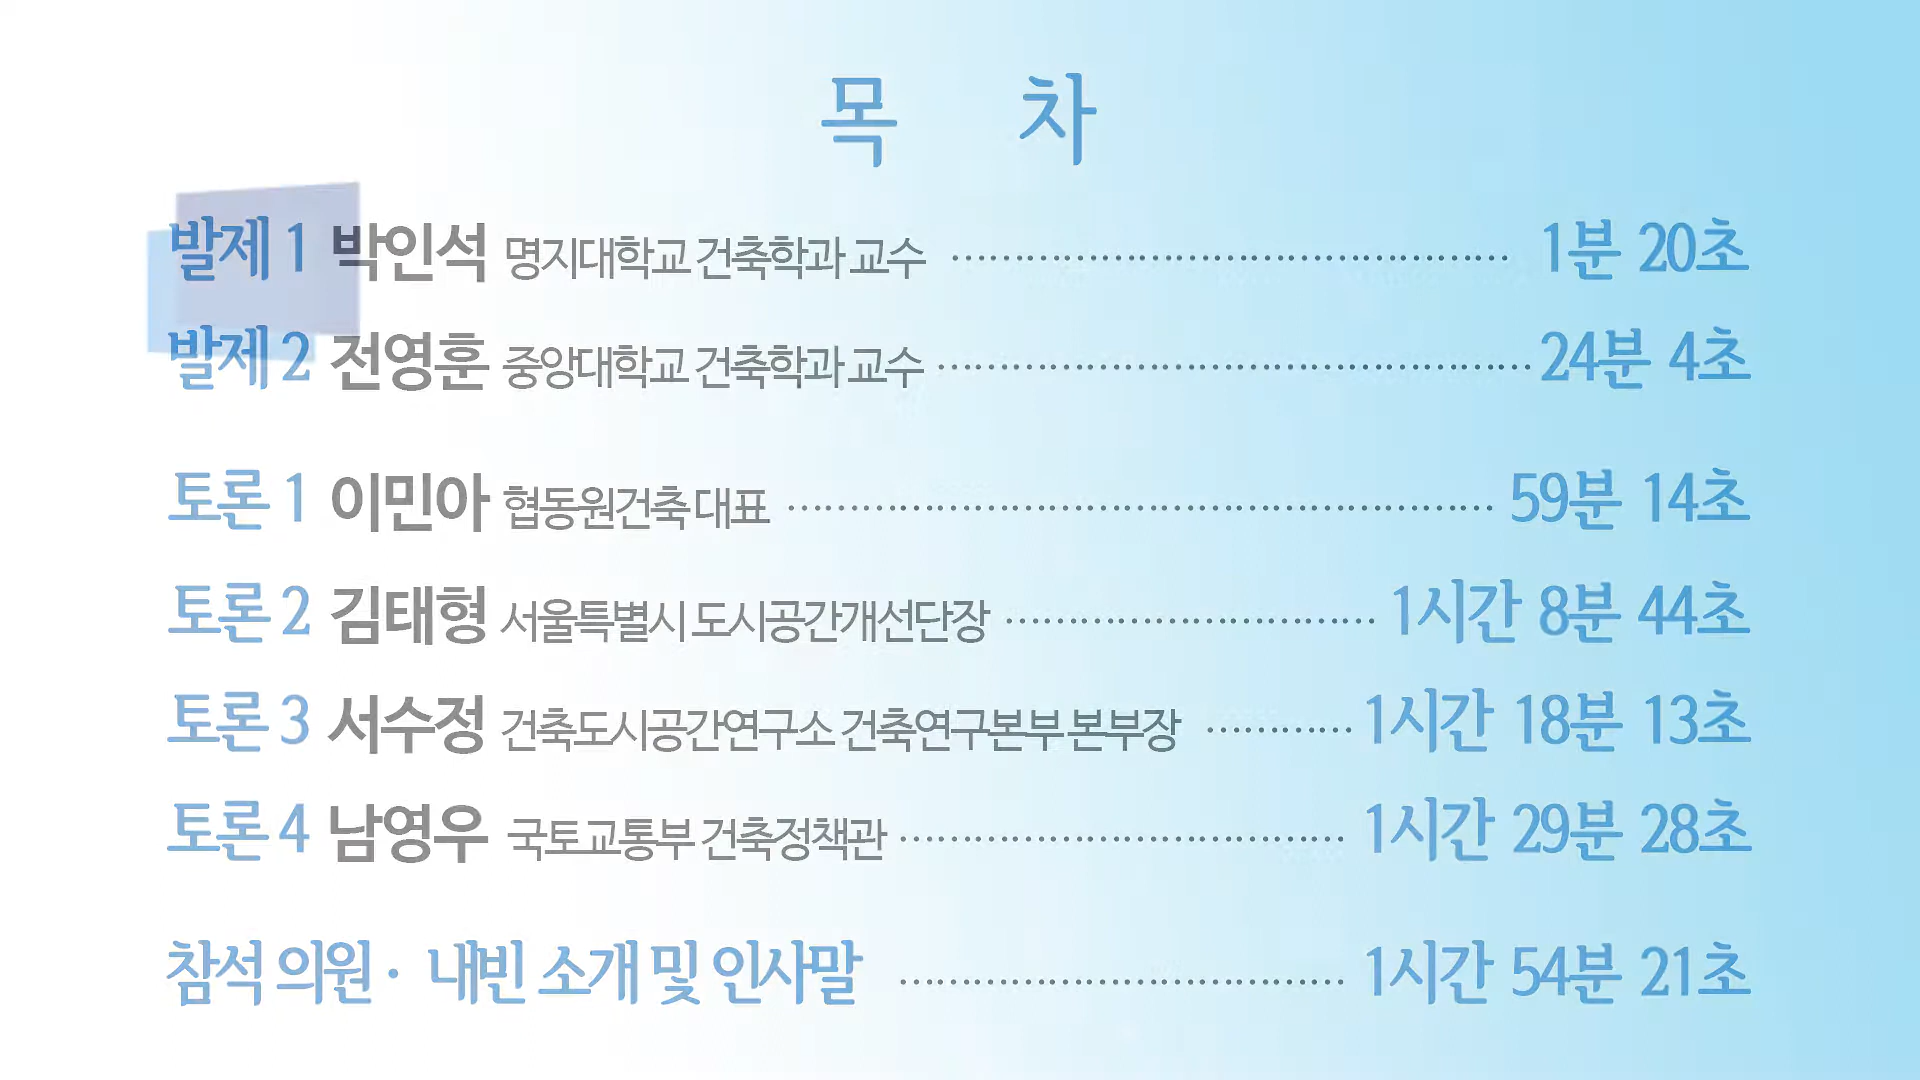 목 차
발제 1 박인석 명지대학교 건축학과 교수 ········ 1분 20초
발제 2 전영훈 중앙대학교 건축학과 교수 ········ 24분 4초
토론 1 이민아 협동원건축 대표 ········ 59분 14초
토론 2 김태형 서울특별시 도시공간개선단장 ········ 1시간 8분 44초
토론 3 서수정 건축도시공간연구소 건축연구본부 본부장 ········ 1시간 18분 13초
토론 4 남영우 국토교통부 건축정책관 ········ 1시간 29분 28초
참석 의원 · 내빈 소개 및 인사말 ········ 1시간 54분 21초